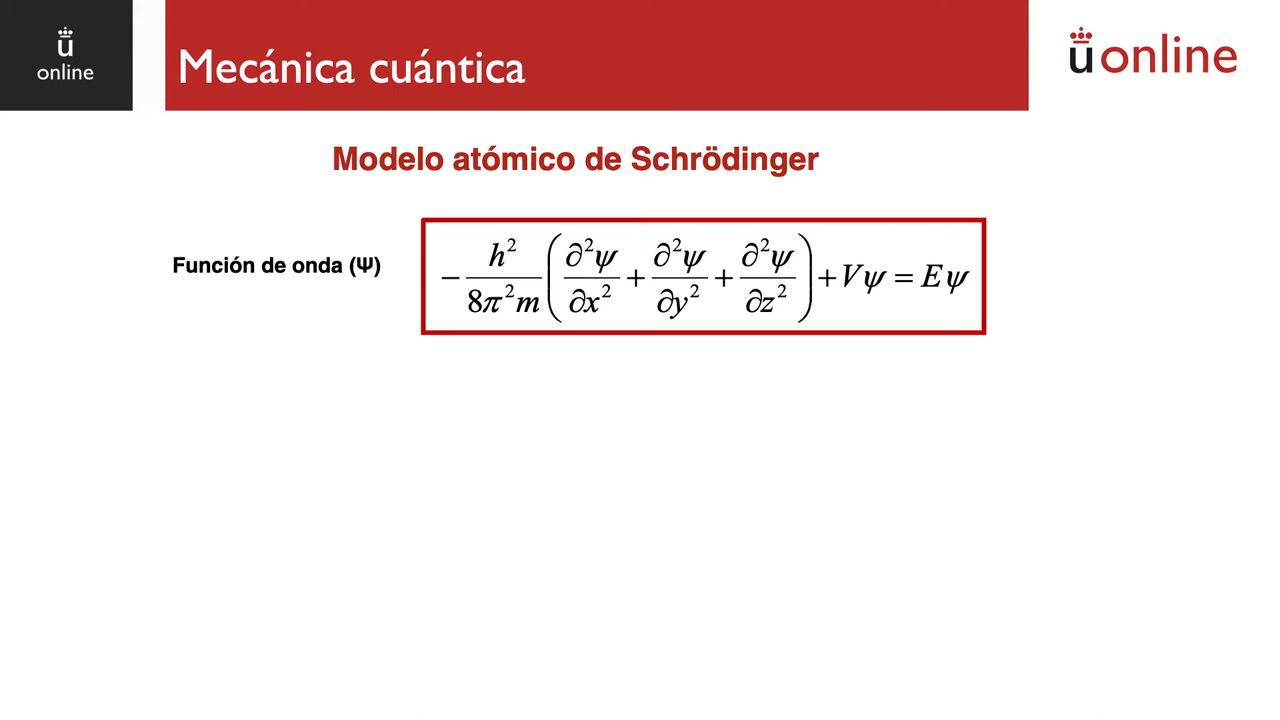 ü
online
Mecánica cuántica
üonline
Modelo atómico de Schrödinger
Función de onda (Ψ)
−h²/8π²m (∂²ψ/∂x² + ∂²ψ/∂y² + ∂²ψ/∂z²) + Vψ = Eψ